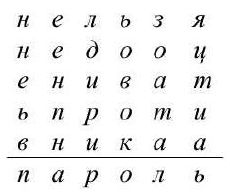 н е л ь з я
н е д о о ц
е н и в а т
ь п р о т и
в н и к а а
п а р о л ь